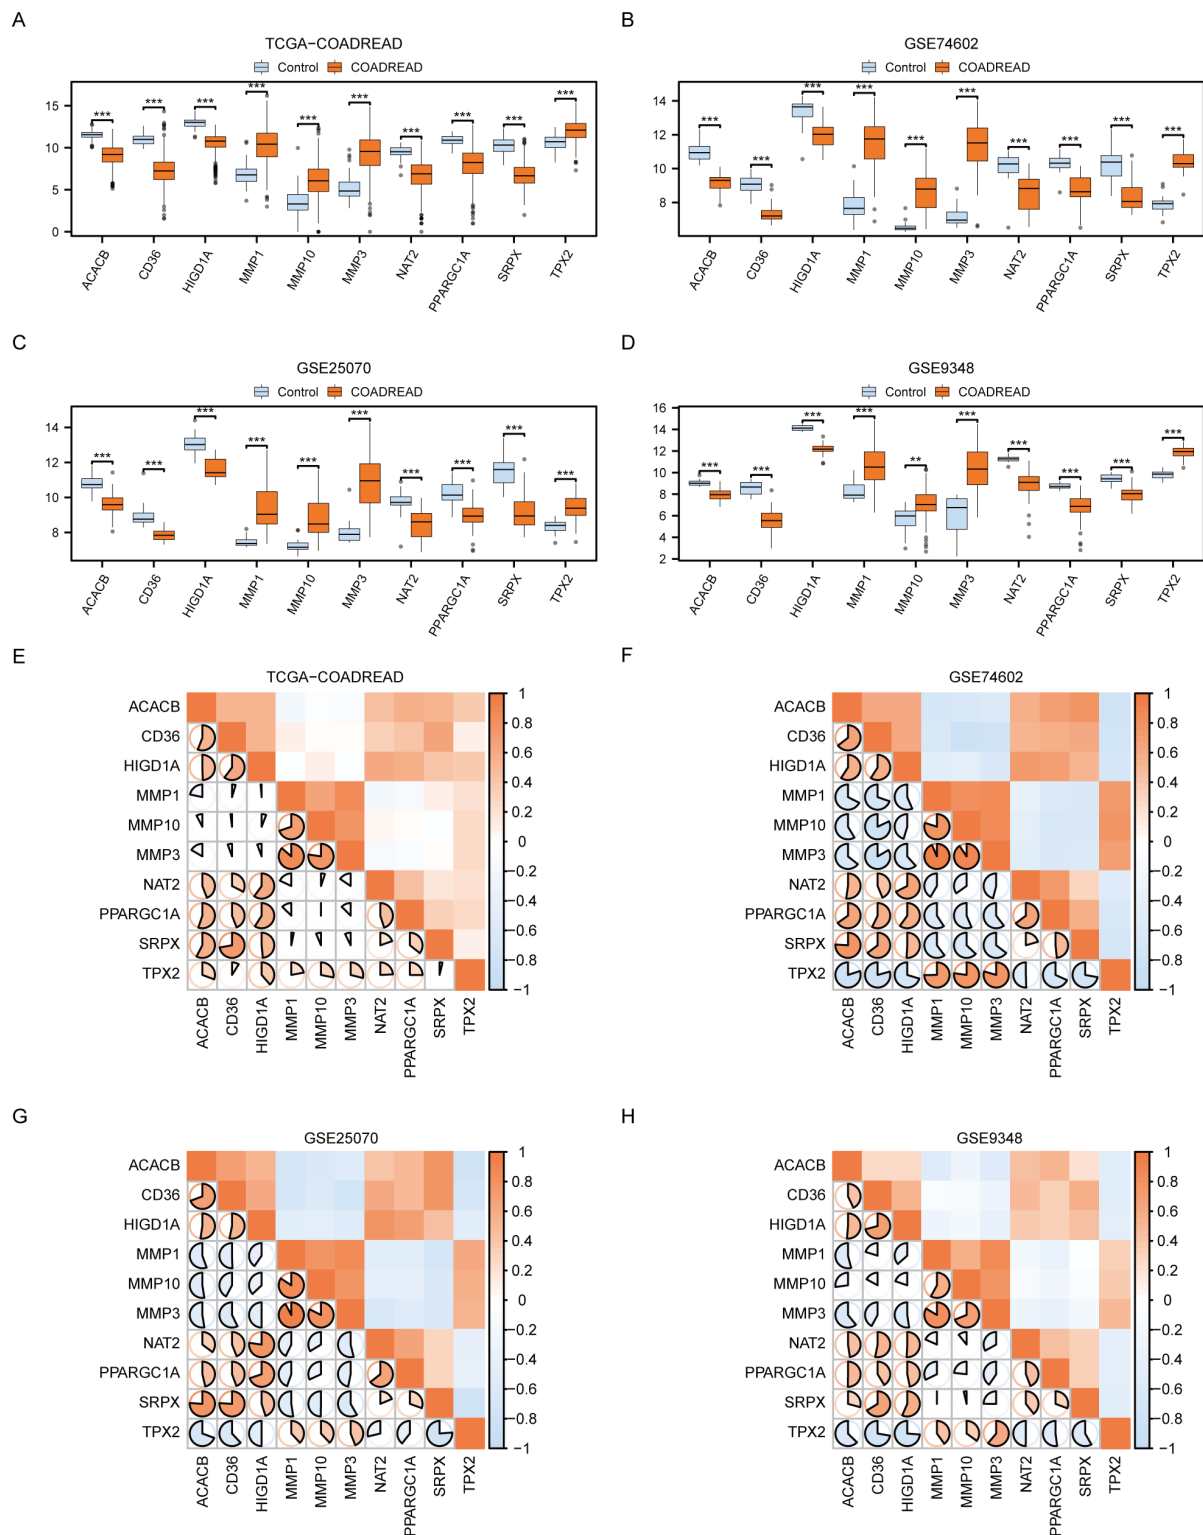 A
TCGA−COADREAD
Control COADREAD
*** *** *** *** *** *** *** *** *** ***
15
10
5
0
ACACB CD36 HIGD1A MMP1 MMP10 MMP3 NAT2 PPARGC1A SRPX TPX2
B
GSE74602
Control COADREAD
*** *** *** *** *** *** *** *** *** ***
14
12
10
8
ACACB CD36 HIGD1A MMP1 MMP10 MMP3 NAT2 PPARGC1A SRPX TPX2
C
GSE25070
Control COADREAD
*** *** *** *** *** *** *** *** *** ***
14
12
10
8
ACACB CD36 HIGD1A MMP1 MMP10 MMP3 NAT2 PPARGC1A SRPX TPX2
D
GSE9348
Control COADREAD
*** *** *** *** ** *** *** *** *** ***
16
14
12
10
8
6
4
2
ACACB CD36 HIGD1A MMP1 MMP10 MMP3 NAT2 PPARGC1A SRPX TPX2
E
TCGA−COADREAD
ACACB
CD36
HIGD1A
MMP1
MMP10
MMP3
NAT2
PPARGC1A
SRPX
TPX2
ACACB CD36 HIGD1A MMP1 MMP10 MMP3 NAT2 PPARGC1A SRPX TPX2
1
0.8
0.6
0.4
0.2
0
−0.2
−0.4
−0.6
−0.8
−1
F
GSE74602
ACACB
CD36
HIGD1A
MMP1
MMP10
MMP3
NAT2
PPARGC1A
SRPX
TPX2
ACACB CD36 HIGD1A MMP1 MMP10 MMP3 NAT2 PPARGC1A SRPX TPX2
1
0.8
0.6
0.4
0.2
0
−0.2
−0.4
−0.6
−0.8
−1
G
GSE25070
ACACB
CD36
HIGD1A
MMP1
MMP10
MMP3
NAT2
PPARGC1A
SRPX
TPX2
ACACB CD36 HIGD1A MMP1 MMP10 MMP3 NAT2 PPARGC1A SRPX TPX2
1
0.8
0.6
0.4
0.2
0
−0.2
−0.4
−0.6
−0.8
−1
H
GSE9348
ACACB
CD36
HIGD1A
MMP1
MMP10
MMP3
NAT2
PPARGC1A
SRPX
TPX2
ACACB CD36 HIGD1A MMP1 MMP10 MMP3 NAT2 PPARGC1A SRPX TPX2
1
0.8
0.6
0.4
0.2
0
−0.2
−0.4
−0.6
−0.8
−1